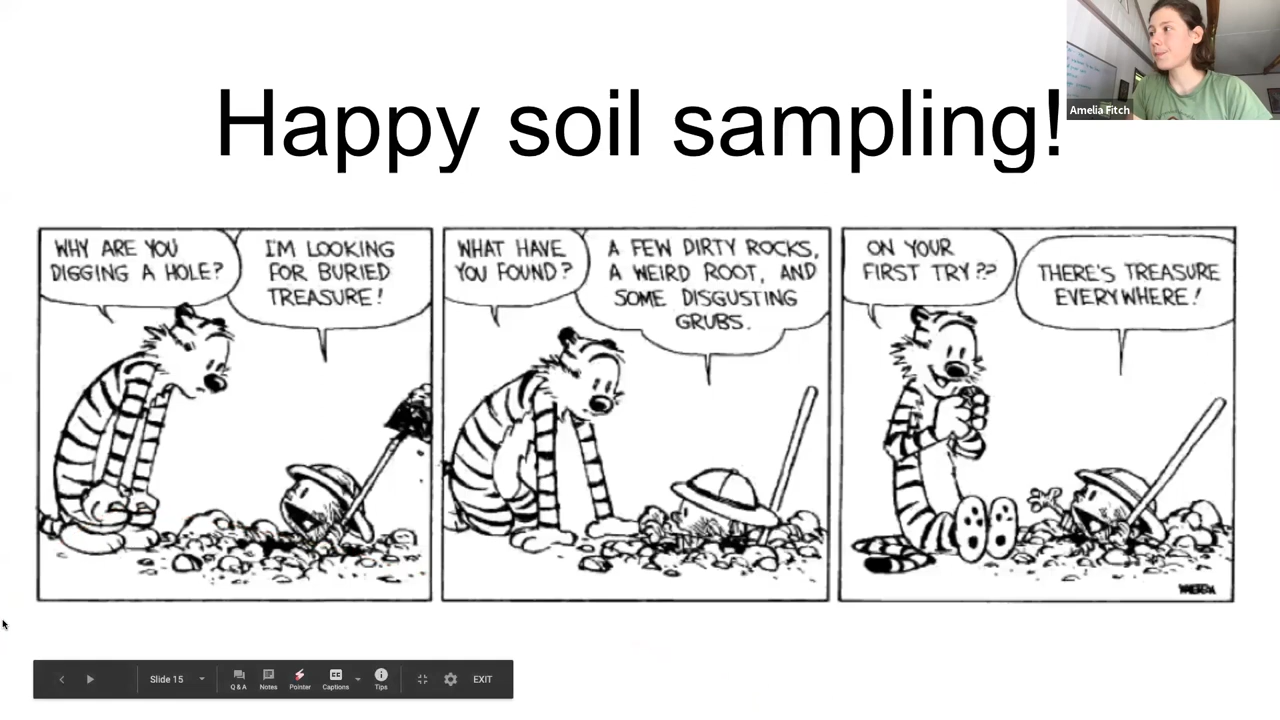 Happy soil sampling!
Amelia Fitch
WHY ARE YOU
DIGGING A HOLE?
I'M LOOKING
FOR BURIED
TREASURE!
WHAT HAVE
YOU FOUND?
A FEW DIRTY ROCKS,
A WEIRD ROOT, AND
SOME DISGUSTING
GRUBS.
ON YOUR
FIRST TRY??
THERE'S TREASURE
EVERYWHERE!
Slide 15
Q & A
Notes
Pointer
CC
Captions
Tips
EXIT